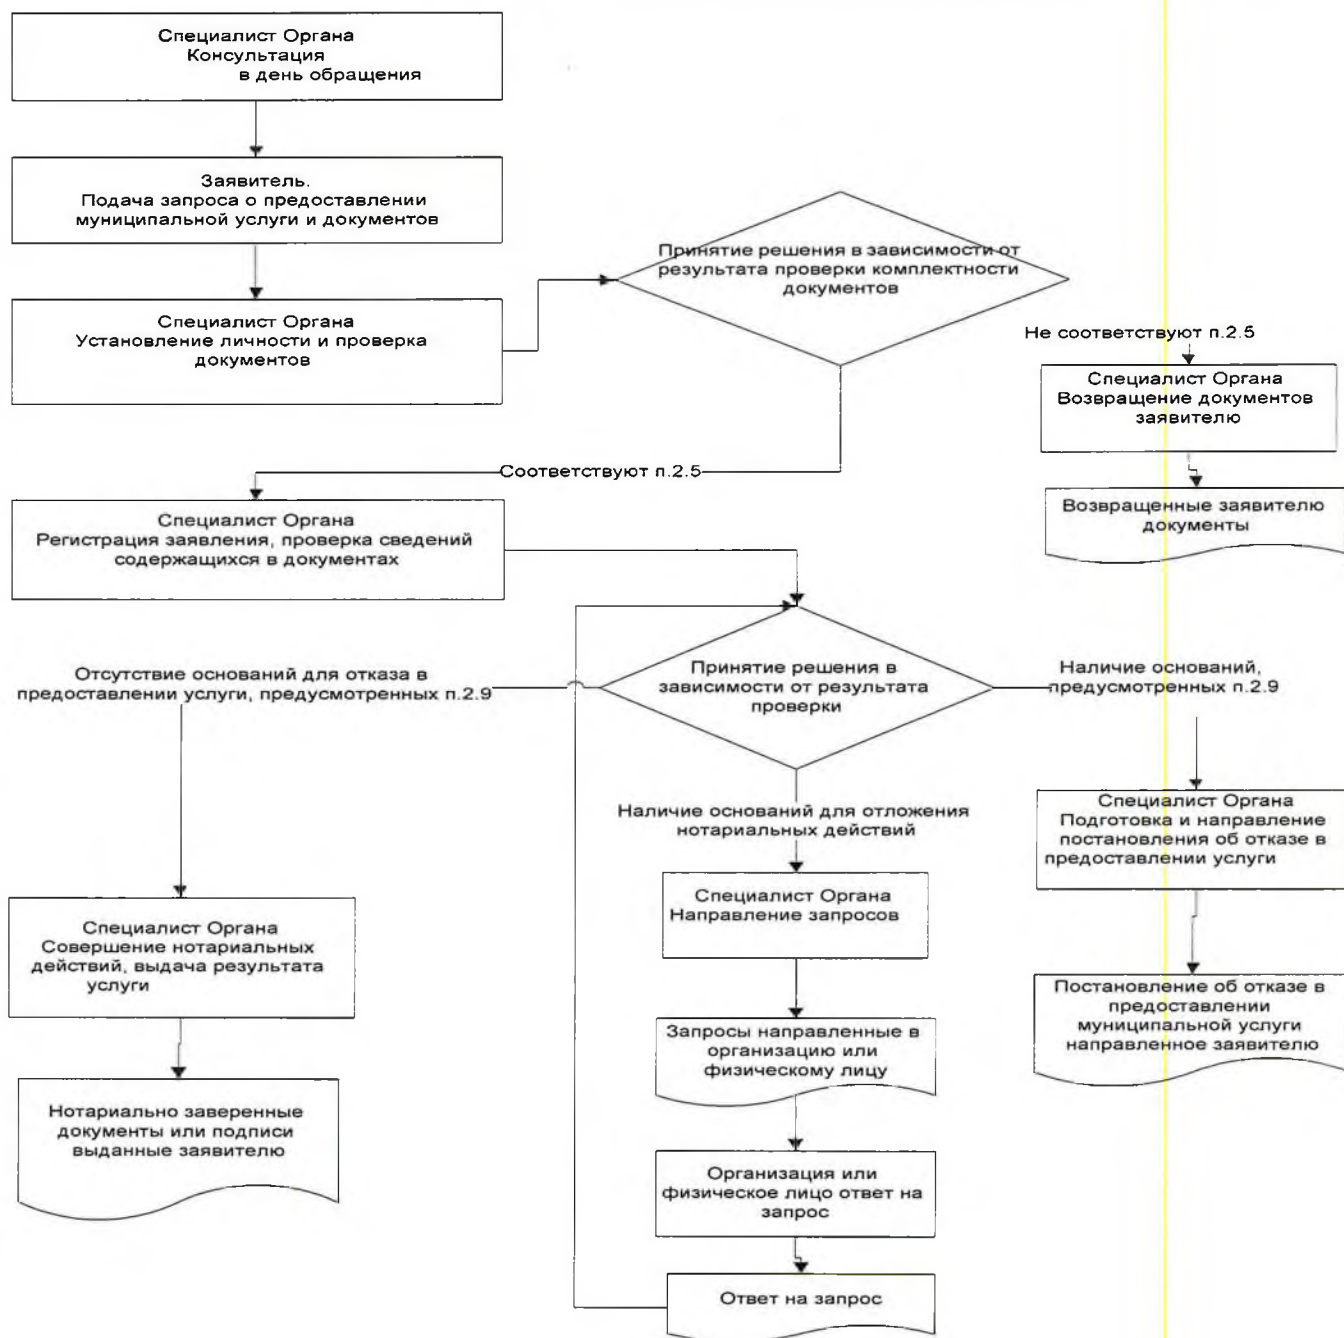 Специалист Органа
Консультация
в день обращения
Заявитель.
Подача запроса о предоставлении
муниципальной услуги и документов
Специалист Органа
Установление личности и проверка
документов
Принятие решения в зависимости от
результата проверки комплектности
документов
Не соответствуют п.2.5
Специалист Органа
Возвращение документов
заявителю
Возвращенные заявителю
документы
Соответствуют п.2.5
Специалист Органа
Регистрация заявления, проверка сведений
содержащихся в документах
Принятие решения в
зависимости от результата
проверки
Отсутствие оснований для отказа в
предоставлении услуги, предусмотренных п.2.9
Наличие оснований,
предусмотренных п.2.9
Наличие оснований для отложения
нотариальных действий
Специалист Органа
Подготовка и направление
постановления об отказе в
предоставлении услуги
Специалист Органа
Направление запросов
Специалист Органа
Совершение нотариальных
действий, выдача результата
услуги
Постановление об отказе в
предоставлении
муниципальной услуги
направленное заявителю
Запросы направленные в
организацию или
физическому лицу
Нотариально заверенные
документы или подписи
выданные заявителю
Организация или
физическое лицо ответ на
запрос
Ответ на запрос